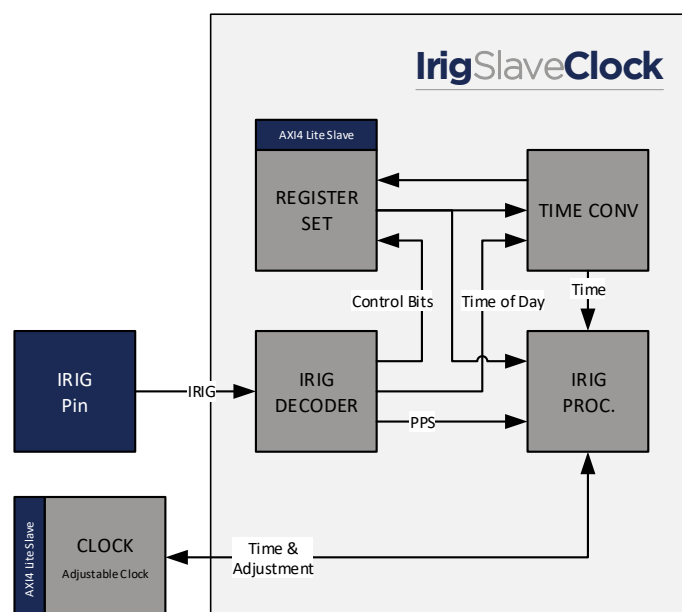 IrigSlaveClock
AXI4 Lite Slave
REGISTER
SET
TIME CONV
Control Bits
Time of Day
Time
IRIG
Pin
IRIG
IRIG
DECODER
PPS
IRIG
PROC.
AXI4 Lite Slave
CLOCK
Adjustable Clock
Time &
Adjustment